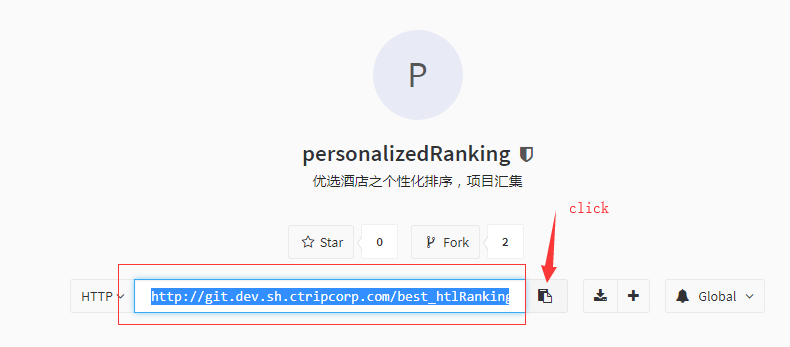 P
personalizedRanking
优选酒店之个性化排序，项目汇集
click
Star 0 Fork 2
HTTP http://git.dev.sh.ctripcorp.com/best_htlRanking Global